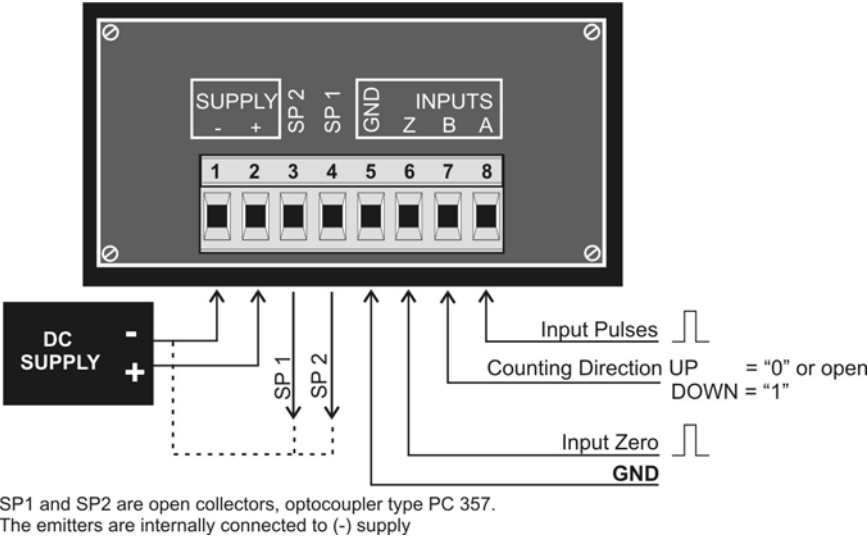 SUPPLY
- +
SP 2
SP 1
GND
INPUTS
Z B A
1 2 3 4 5 6 7 8
DC
SUPPLY
-
+
SP 1
SP 2
Input Pulses
Counting Direction UP = “0” or open
DOWN = “1”
Input Zero
GND
SP1 and SP2 are open collectors, optocoupler type PC 357.
The emitters are internally connected to (-) supply